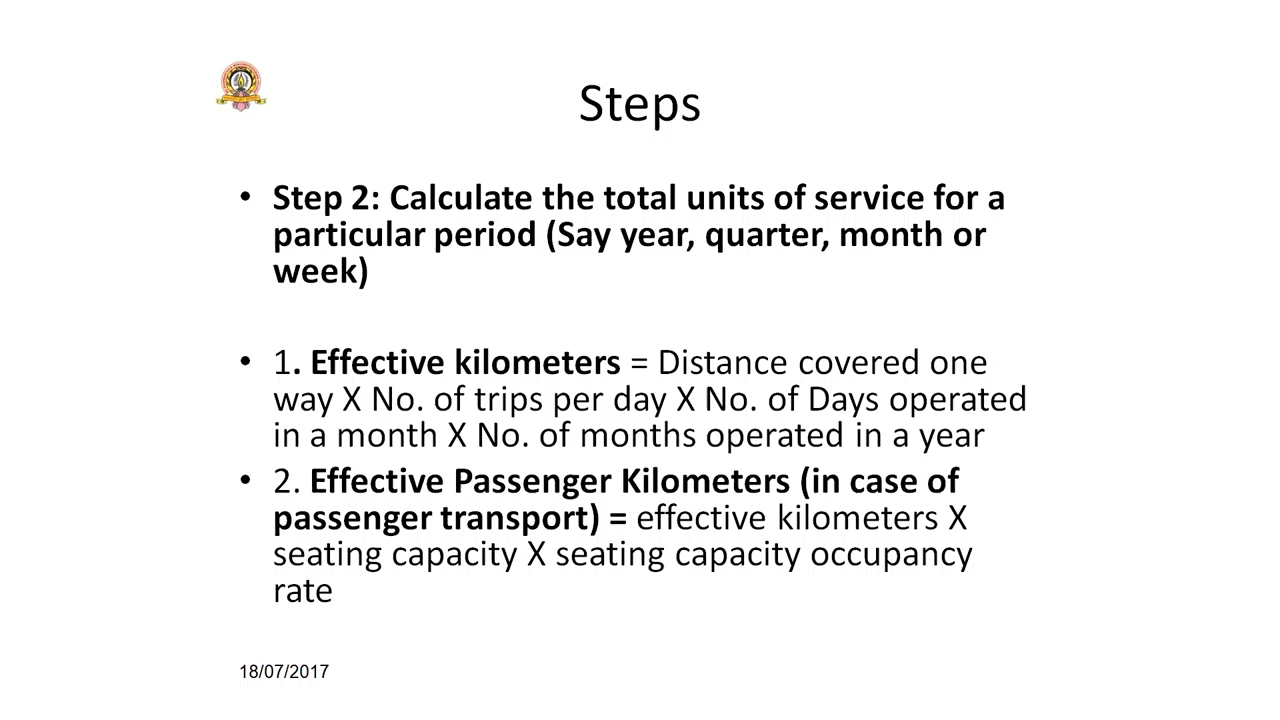 Steps
• Step 2: Calculate the total units of service for a
particular period (Say year, quarter, month or
week)
• 1. Effective kilometers = Distance covered one
way X No. of trips per day X No. of Days operated
in a month X No. of months operated in a year
• 2. Effective Passenger Kilometers (in case of
passenger transport) = effective kilometers X
seating capacity X seating capacity occupancy
rate
18/07/2017